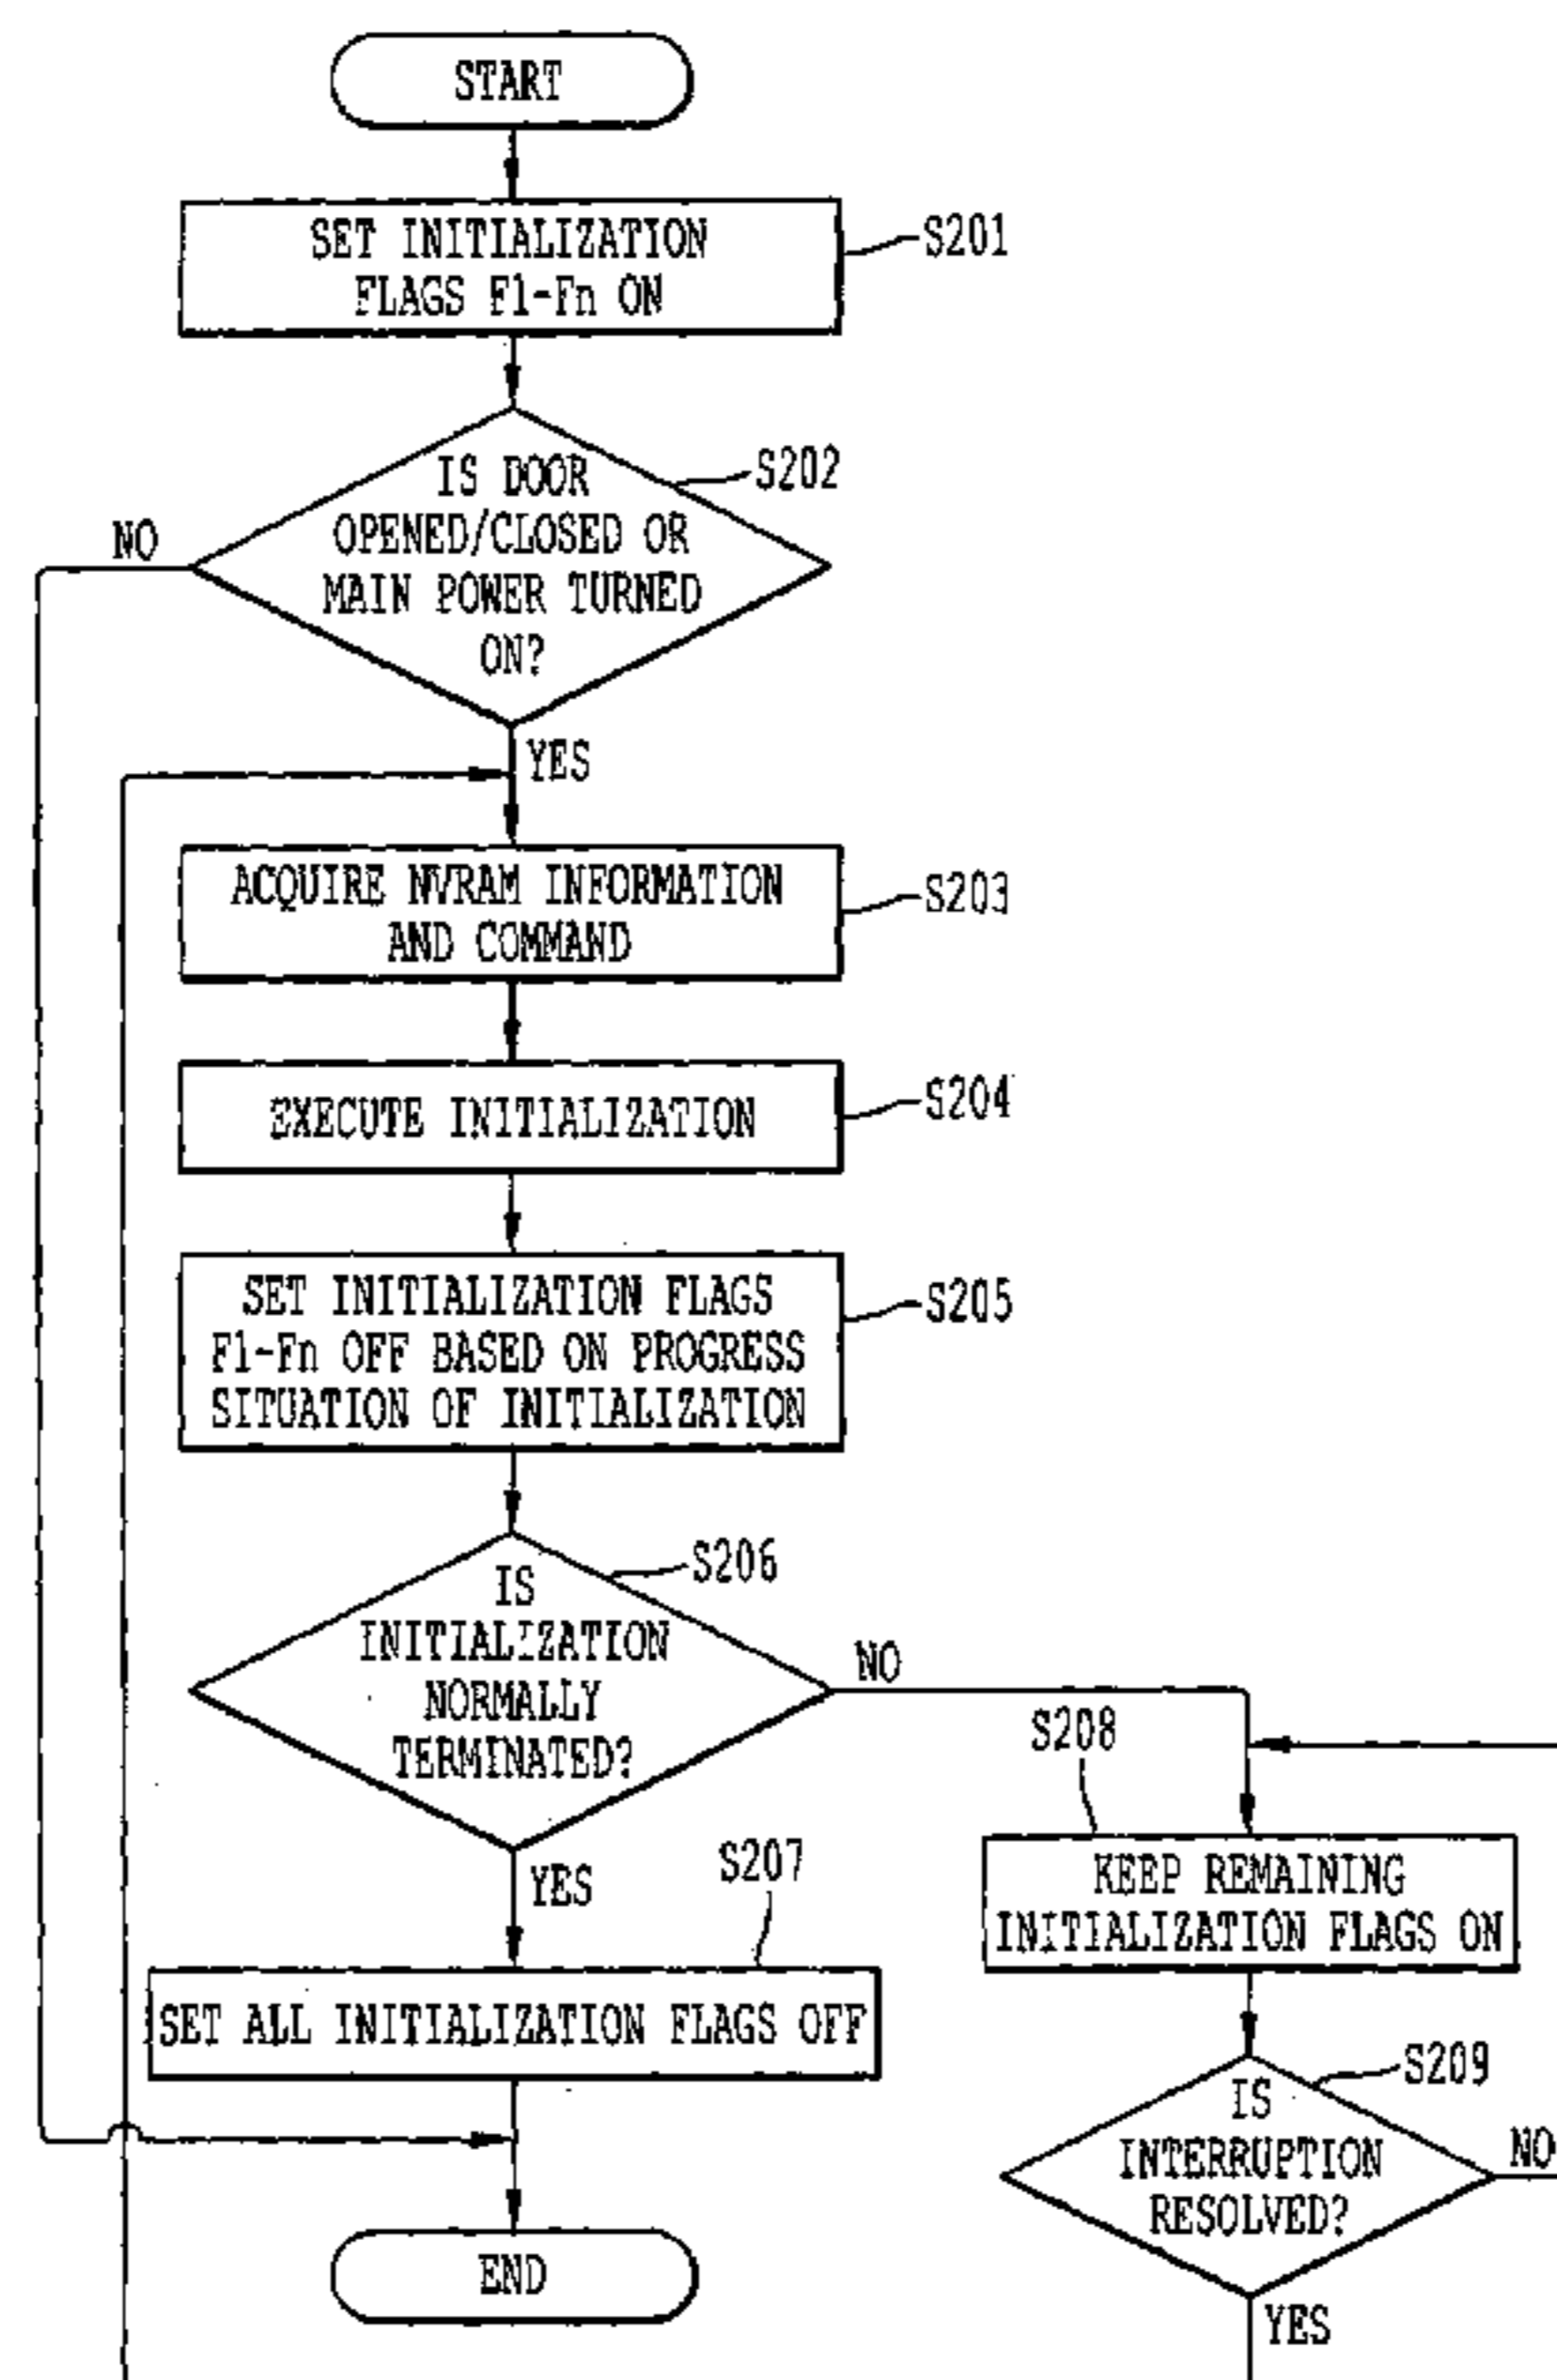 START
SET INITIALIZATION
FLAGS F1-Fn ON
S201
IS DOOR
OPENED/CLOSED OR
MAIN POWER TURNED
ON?
S202
NO
YES
ACQUIRE NVRAM INFORMATION
AND COMMAND
S203
EXECUTE INITIALIZATION
S204
SET INITIALIZATION FLAGS
F1-Fn OFF BASED ON PROGRESS
SITUATION OF INITIALIZATION
S205
IS
INITIALIZATION
NORMALLY
TERMINATED?
S206
NO
YES
S207
SET ALL INITIALIZATION FLAGS OFF
S208
KEEP REMAINING
INITIALIZATION FLAGS ON
IS
INTERRUPTION
RESOLVED?
S209
NO
YES
END